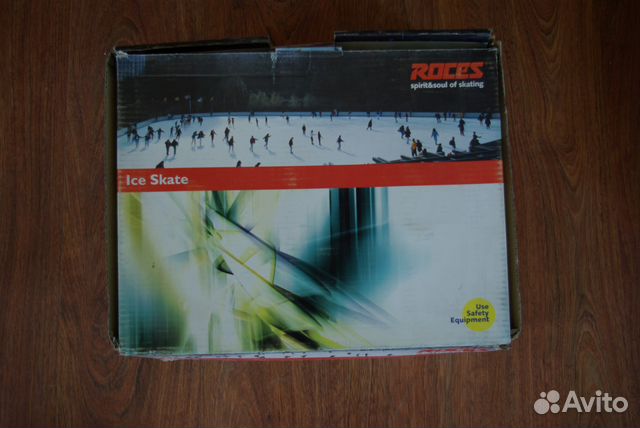 ROCES
spirit&soul of skating
Ice Skate
Use
Safety
Equipment
Avito